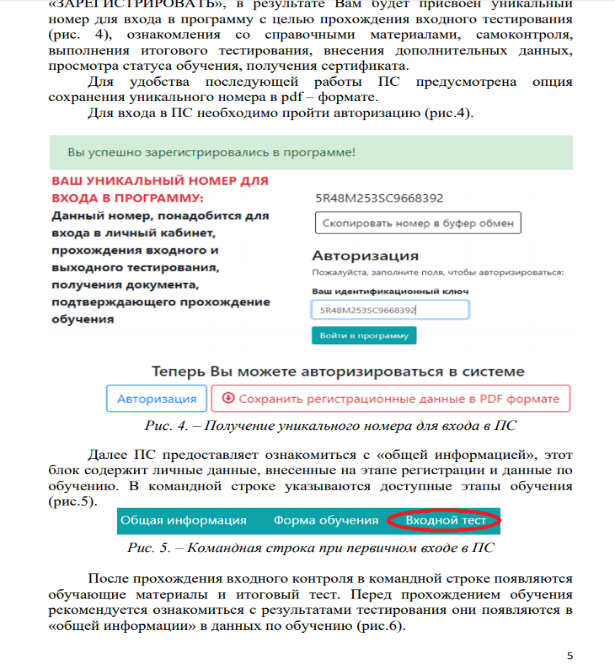 «ЗАРЕГИСТРИРОВАТЬ», в результате Вам будет присвоен уникальный
номер для входа в программу с целью прохождения входного тестирования
(рис. 4), ознакомления со справочными материалами, самоконтроля,
выполнения итогового тестирования, внесения дополнительных данных,
просмотра статуса обучения, получения сертификата.
Для удобства последующей работы ПС предусмотрена опция
сохранения уникального номера в pdf – формате.
Для входа в ПС необходимо пройти авторизацию (рис.4).
Вы успешно зарегистрировались в программе!
ВАШ УНИКАЛЬНЫЙ НОМЕР ДЛЯ
ВХОДА В ПРОГРАММУ:
Данный номер, понадобится для
входа в личный кабинет,
прохождения входного и
выходного тестирования,
получения документа,
подтверждающего прохождение
обучения
5R48M253SC9668392
Скопировать номер в буфер обмен
Авторизация
Пожалуйста, заполните поля, чтобы авторизироваться:
Ваш идентификационный ключ
5R48M253SC9668392
Войти в программу
Теперь Вы можете авторизироваться в системе
Авторизация
Сохранить регистрационные данные в PDF формате
Рис. 4. – Получение уникального номера для входа в ПС
Далее ПС предоставляет ознакомиться с «общей информацией», этот
блок содержит личные данные, внесенные на этапе регистрации и данные по
обучению. В командной строке указываются доступные этапы обучения
(рис.5).
Общая информация Форма обучения Входной тест
Рис. 5. – Командная строка при первичном входе в ПС
После прохождения входного контроля в командной строке появляются
обучающие материалы и итоговый тест. Перед прохождением обучения
рекомендуется ознакомиться с результатами тестирования они появляются в
«общей информации» в данных по обучению (рис.6).
5